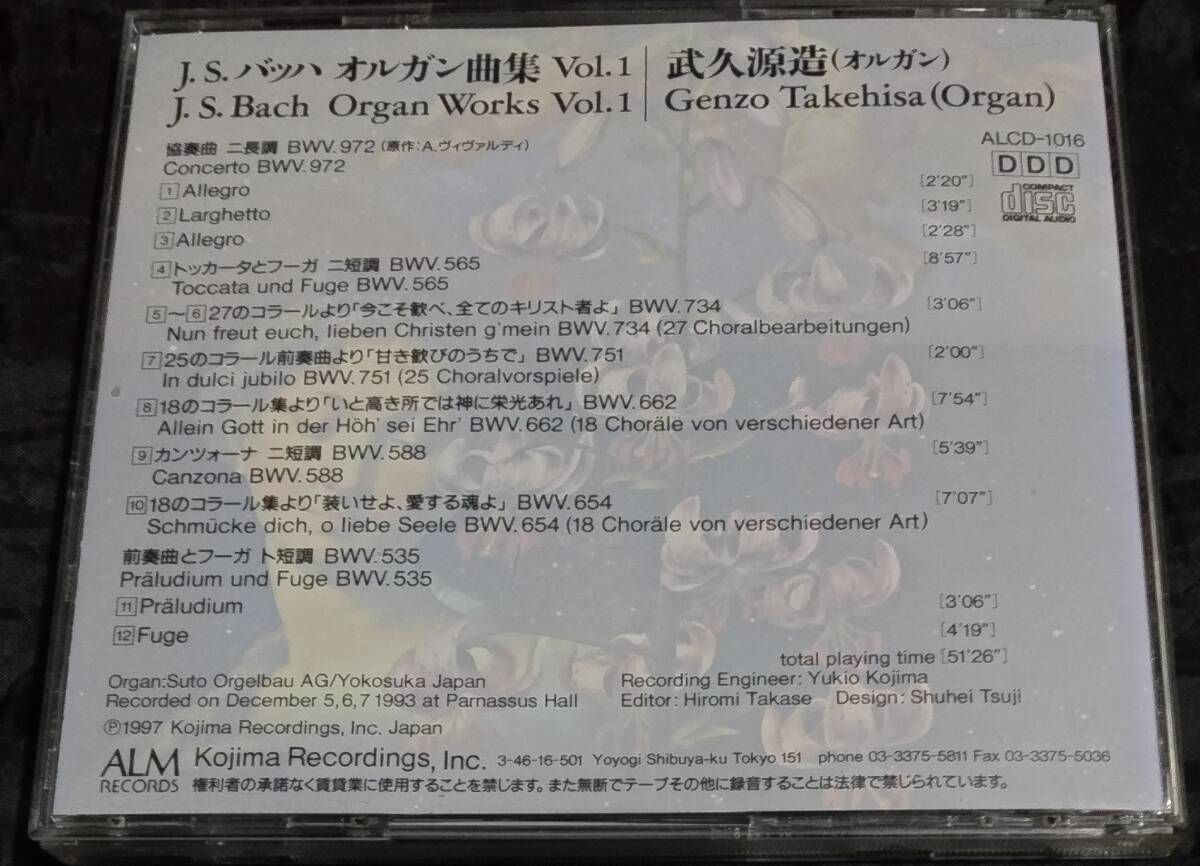 J. S. バッハ オルガン曲集 Vol. 1 武久源造(オルガン)
J. S. Bach Organ Works Vol. 1 Genzo Takehisa (Organ)
ALCD-1016
DDD
COMPACT
disc
DIGITAL AUDIO
協奏曲 ニ長調 BWV. 972 (原作：A.ヴィヴァルディ)
Concerto BWV. 972
1 Allegro [2'20"]
2 Larghetto [3'19"]
3 Allegro [2'28"]
4 トッカータとフーガ ニ短調 BWV. 565 [8'57"]
Toccata und Fuge BWV. 565
5～6 27のコラールより「今こそ歓べ、全てのキリスト者よ」 BWV. 734 [3'06"]
Nun freut euch, lieben Christen g'mein BWV. 734 (27 Choralbearbeitungen)
7 25のコラール前奏曲より「甘き歓びのうちで」 BWV. 751 [2'00"]
In dulci jubilo BWV. 751 (25 Choralvorspiele)
8 18のコラール集より「いと高き所では神に栄光あれ」 BWV. 662 [7'54"]
Allein Gott in der Höh' sei Ehr' BWV. 662 (18 Choräle von verschiedener Art)
9 カンツォーナ ニ短調 BWV. 588 [5'39"]
Canzona BWV. 588
10 18のコラール集より「装いせよ、愛する魂よ」 BWV. 654 [7'07"]
Schmücke dich, o liebe Seele BWV. 654 (18 Choräle von verschiedener Art)
前奏曲とフーガ ト短調 BWV. 535
Präludium und Fuge BWV. 535
11 Präludium [3'06"]
12 Fuge [4'19"]
total playing time [51'26"]
Organ:Suto Orgelbau AG/Yokosuka Japan Recording Engineer: Yukio Kojima
Recorded on December 5,6,7 1993 at Parnassus Hall Editor: Hiromi Takase Design: Shuhei Tsuji
℗1997 Kojima Recordings, Inc. Japan
ALM RECORDS Kojima Recordings, Inc. 3-46-16-501 Yoyogi Shibuya-ku Tokyo 151 phone 03-3375-5811 Fax 03-3375-5036
権利者の承諾なく賃貸業に使用することを禁じます。また無断でテープその他に録音することは法律で禁じられています。